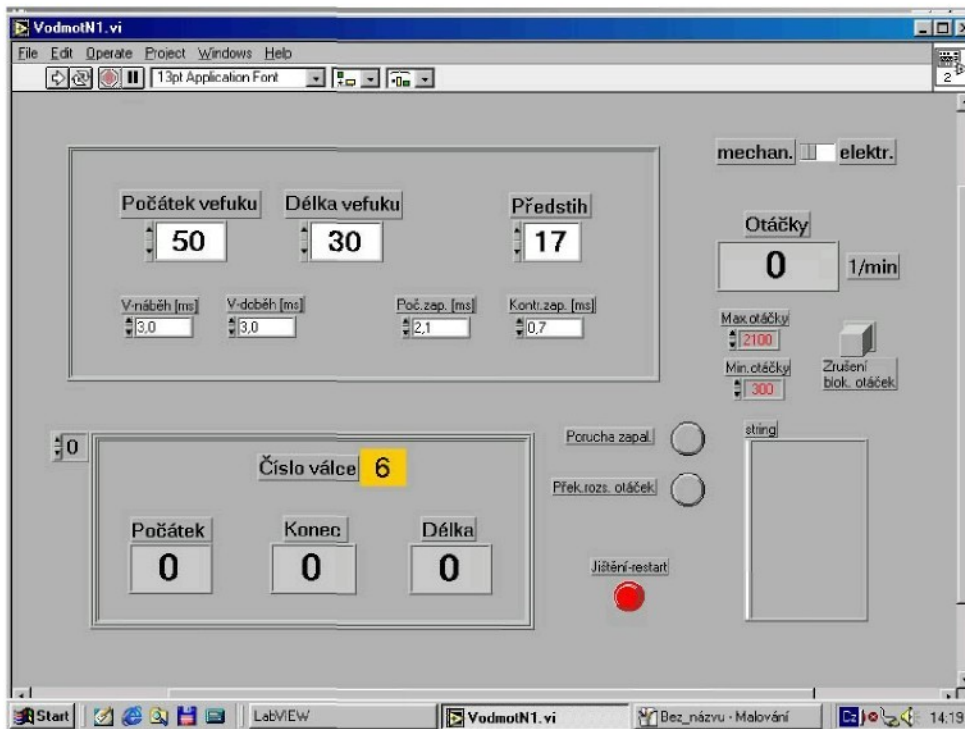 VodmotN1.vi
File Edit Operate Project Windows Help
13pt Application Font
2
mechan. elektr.
Počátek vefuku Délka vefuku Předstih
50 30 17
Otáčky
0 1/min
V-náběh [ms] V-doběh [ms] Poč.zap. [ms] Kontr.zap. [ms]
3,0 3,0 2,1 0,7
Max.otáčky
2100
Min.otáčky
300
Zrušení
blok. otáček
0
Číslo válce 6
Porucha zapal.
string
Přek.rozs. otáček
Počátek Konec Délka
0 0 0
Jištění-restart
Start LabVIEW VodmotN1.vi Bez_názvu - Malování Cz 14:19